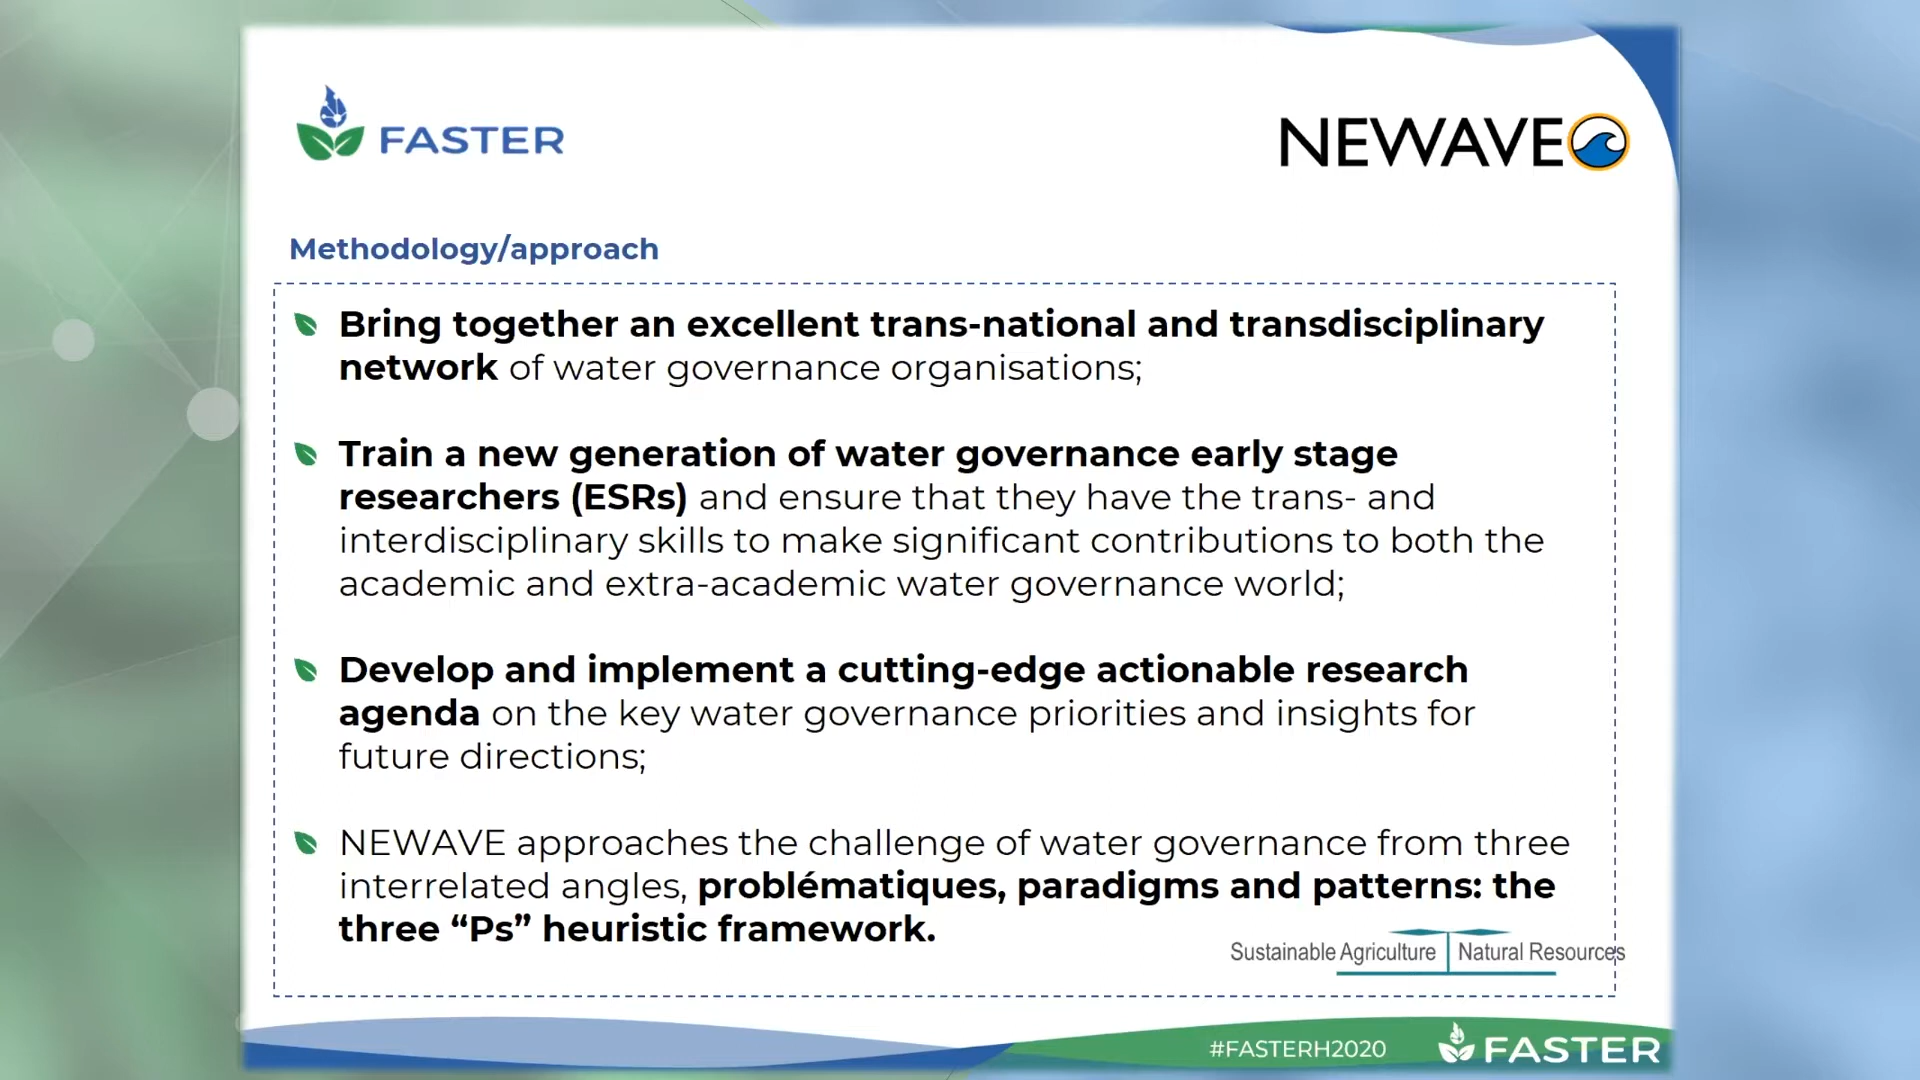 FASTER
NEWAVE
Methodology/approach
Bring together an excellent trans-national and transdisciplinary
network of water governance organisations;
Train a new generation of water governance early stage
researchers (ESRs) and ensure that they have the trans- and
interdisciplinary skills to make significant contributions to both the
academic and extra-academic water governance world;
Develop and implement a cutting-edge actionable research
agenda on the key water governance priorities and insights for
future directions;
NEWAVE approaches the challenge of water governance from three
interrelated angles, problématiques, paradigms and patterns: the
three “Ps” heuristic framework.
Sustainable Agriculture Natural Resources
#FASTERH2020 FASTER